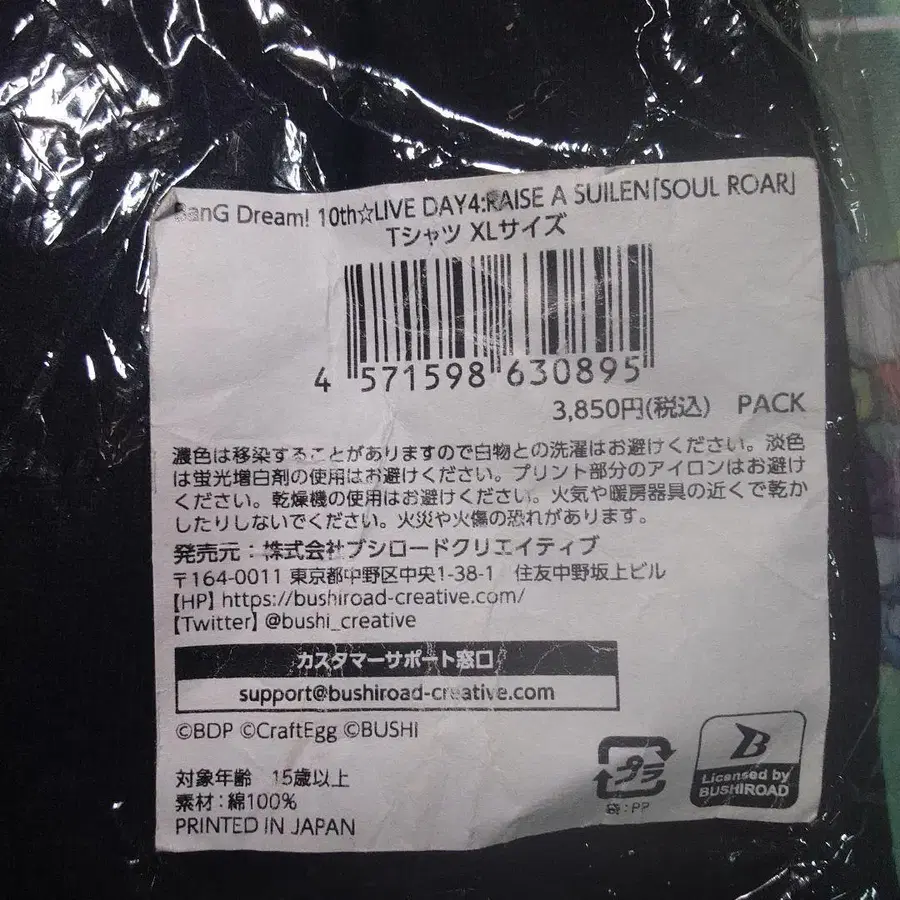 BanG Dream! 10th☆LIVE DAY4:RAISE A SUILEN「SOUL ROAR」
Tシャツ XLサイズ
4 571598 630895
3,850円(税込) PACK
濃色は移染することがありますので白物との洗濯はお避けください。淡色
は蛍光増白剤の使用はお避けください。プリント部分のアイロンはお避け
ください。乾燥機の使用はお避けください。火気や暖房器具の近くで乾か
したりしないでください。火災や火傷の恐れがあります。
発売元：株式会社ブシロードクリエイティブ
〒164-0011 東京都中野区中央1-38-1 住友中野坂上ビル
【HP】https://bushiroad-creative.com/
【Twitter】@bushi_creative
カスタマーサポート窓口
support@bushiroad-creative.com
©BDP ©CraftEgg ©BUSHI
対象年齢 15歳以上
素材：綿100%
PRINTED IN JAPAN
プラ
袋：PP
B
Licensed by
BUSHIROAD